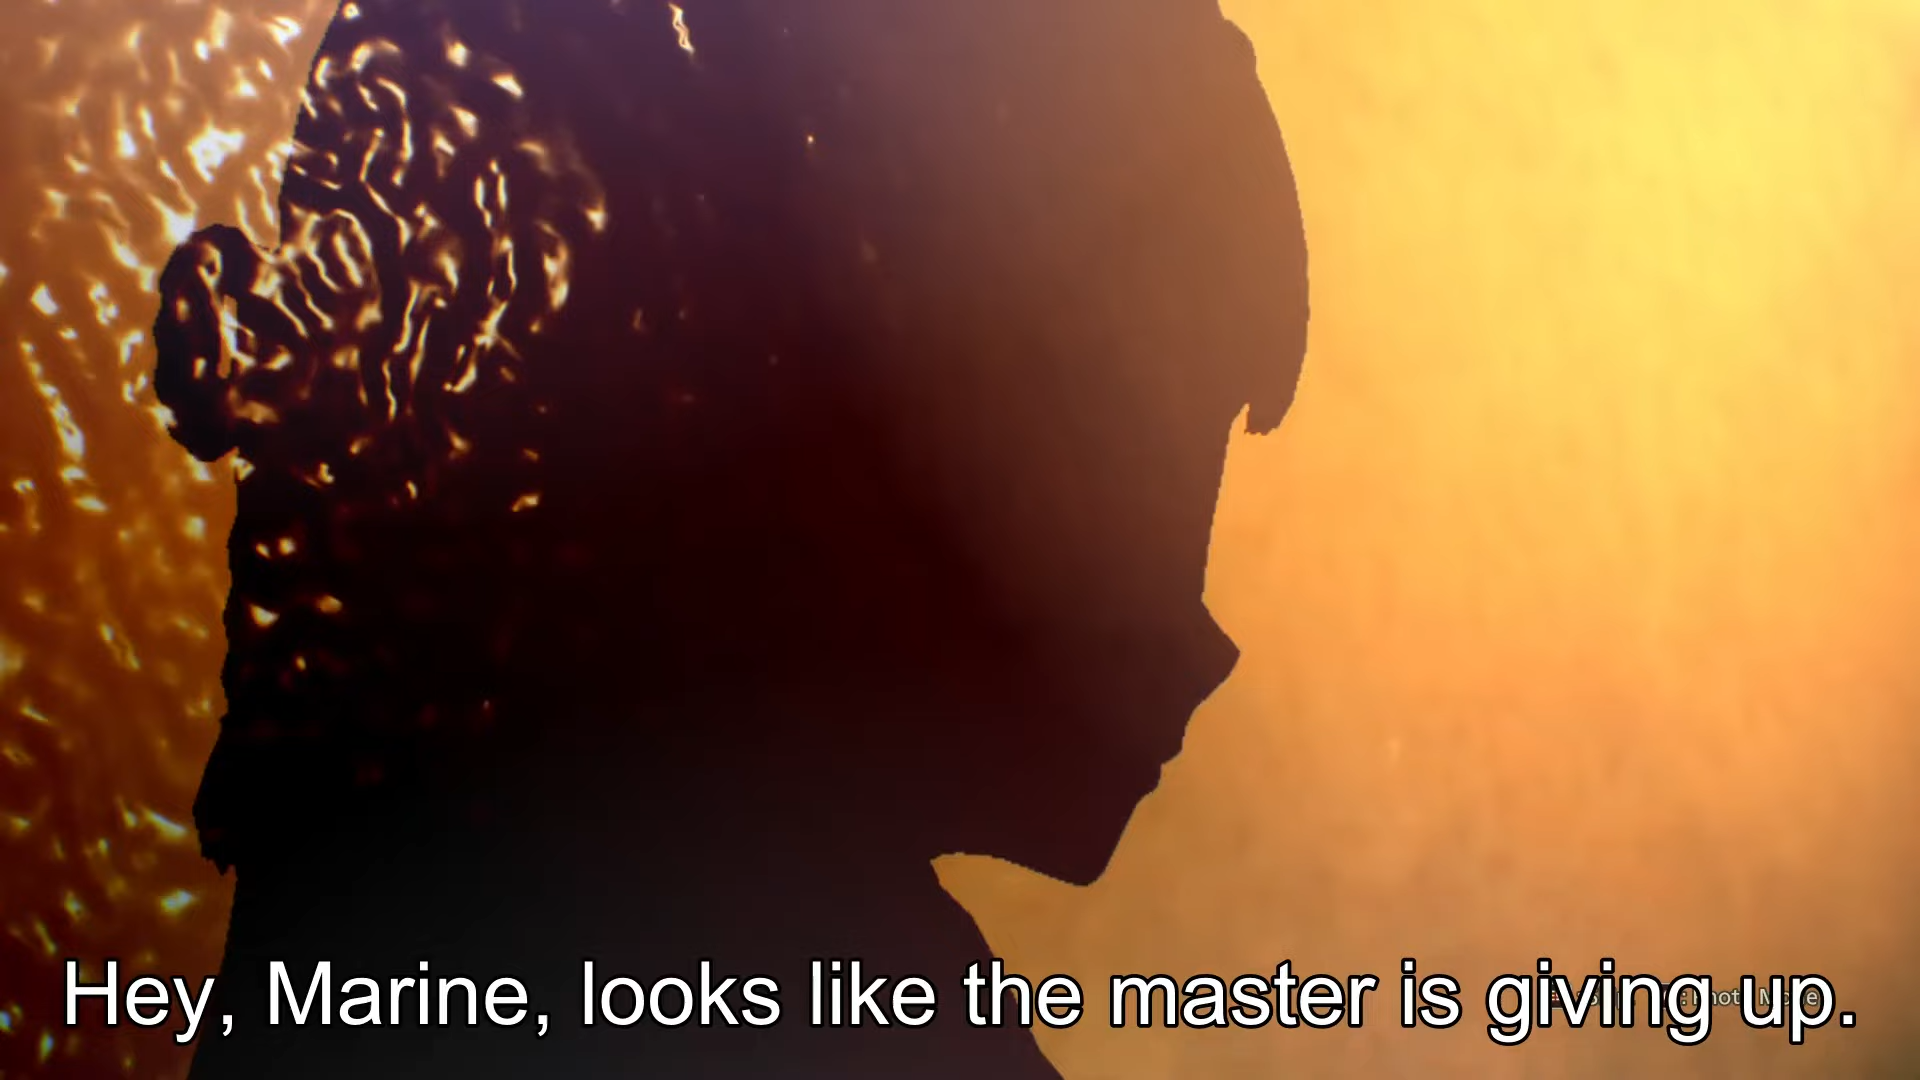 Hey, Marine, looks like the master is giving up.